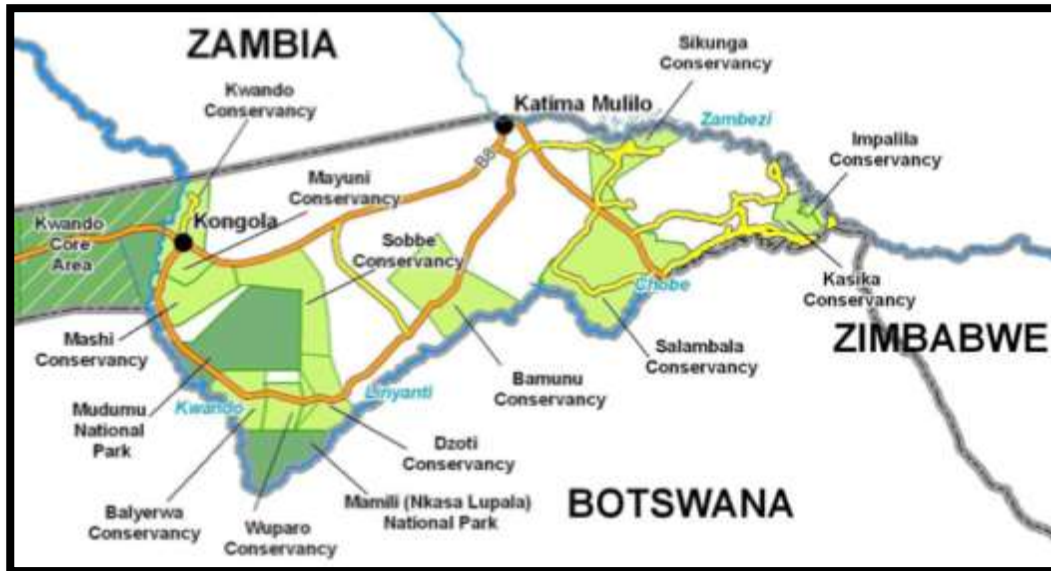 ZAMBIA
Sikunga
Conservancy
Kwando
Conservancy
Katima Mulilo
Zambezi
Impalila
Conservancy
B8
Mayuni
Conservancy
Kwando
Core
Area
Kongola
Sobbe
Conservancy
Chobe
Kasika
Conservancy
Mashi
Conservancy
ZIMBABWE
Salambala
Conservancy
Linyanti
Bamunu
Conservancy
Kwando
Mudumu
National
Park
Dzoti
Conservancy
BOTSWANA
Mamili (Nkasa Lupala)
National Park
Balyerwa
Conservancy
Wuparo
Conservancy